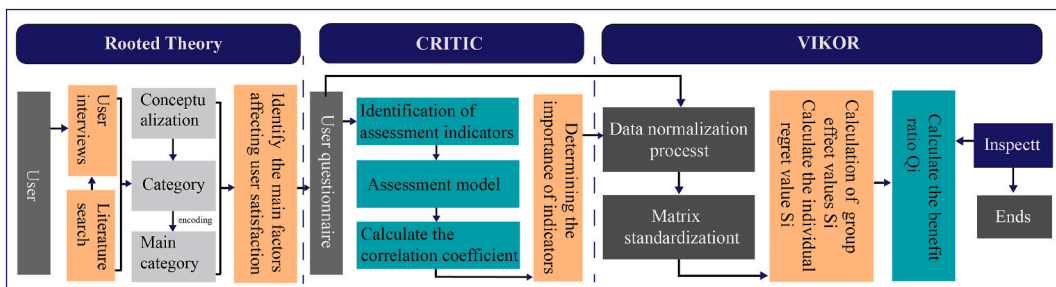 Rooted Theory
CRITIC
VIKOR
User
User
interviews
Literature
search
Conceptu
alization
Category
encoding
Main
category
Identify the main factors
affecting user satisfaction
User questionnaire
Identification of
assessment indicators
Assessment model
Calculate the
correlation coefficient
Determining the
importance of indicators
Data normalization
processt
Matrix
standardizationt
Calculation of group
effect values Si
Calculate the individual
regret value Si
Calculate the benefit
ratio Qi
Inspectt
Ends